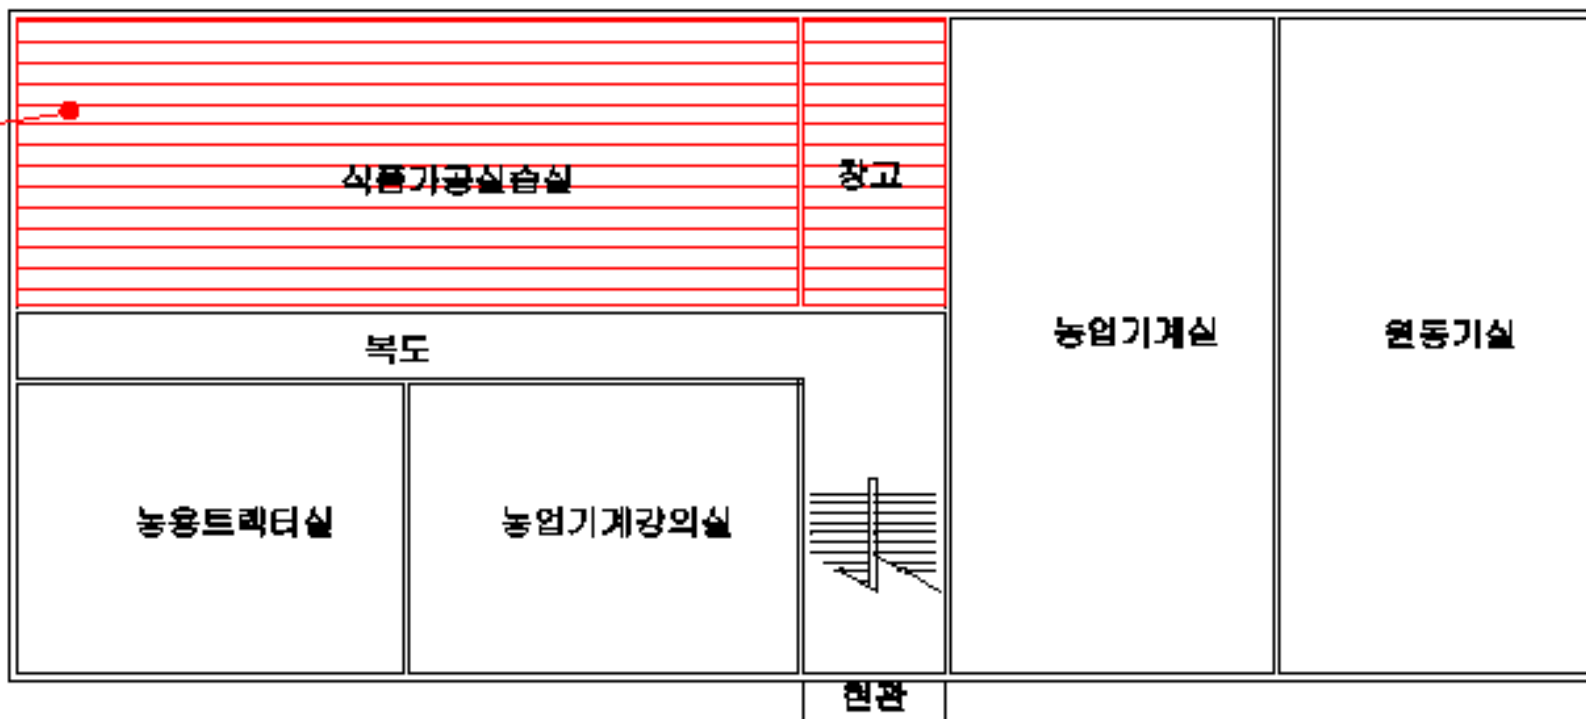 식품가공실습실
창고
농업기계실
원동기실
복도
농용트랙터실
농업기계강의실
현관